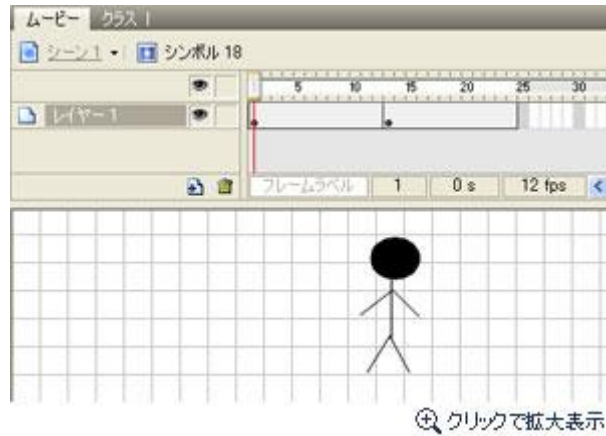 ムービー クラス 1
シーン 1 シンボル 18
5 10 15 20 25 30
レイヤー 1
フレームラベル 1 0 s 12 fps
クリックで拡大表示